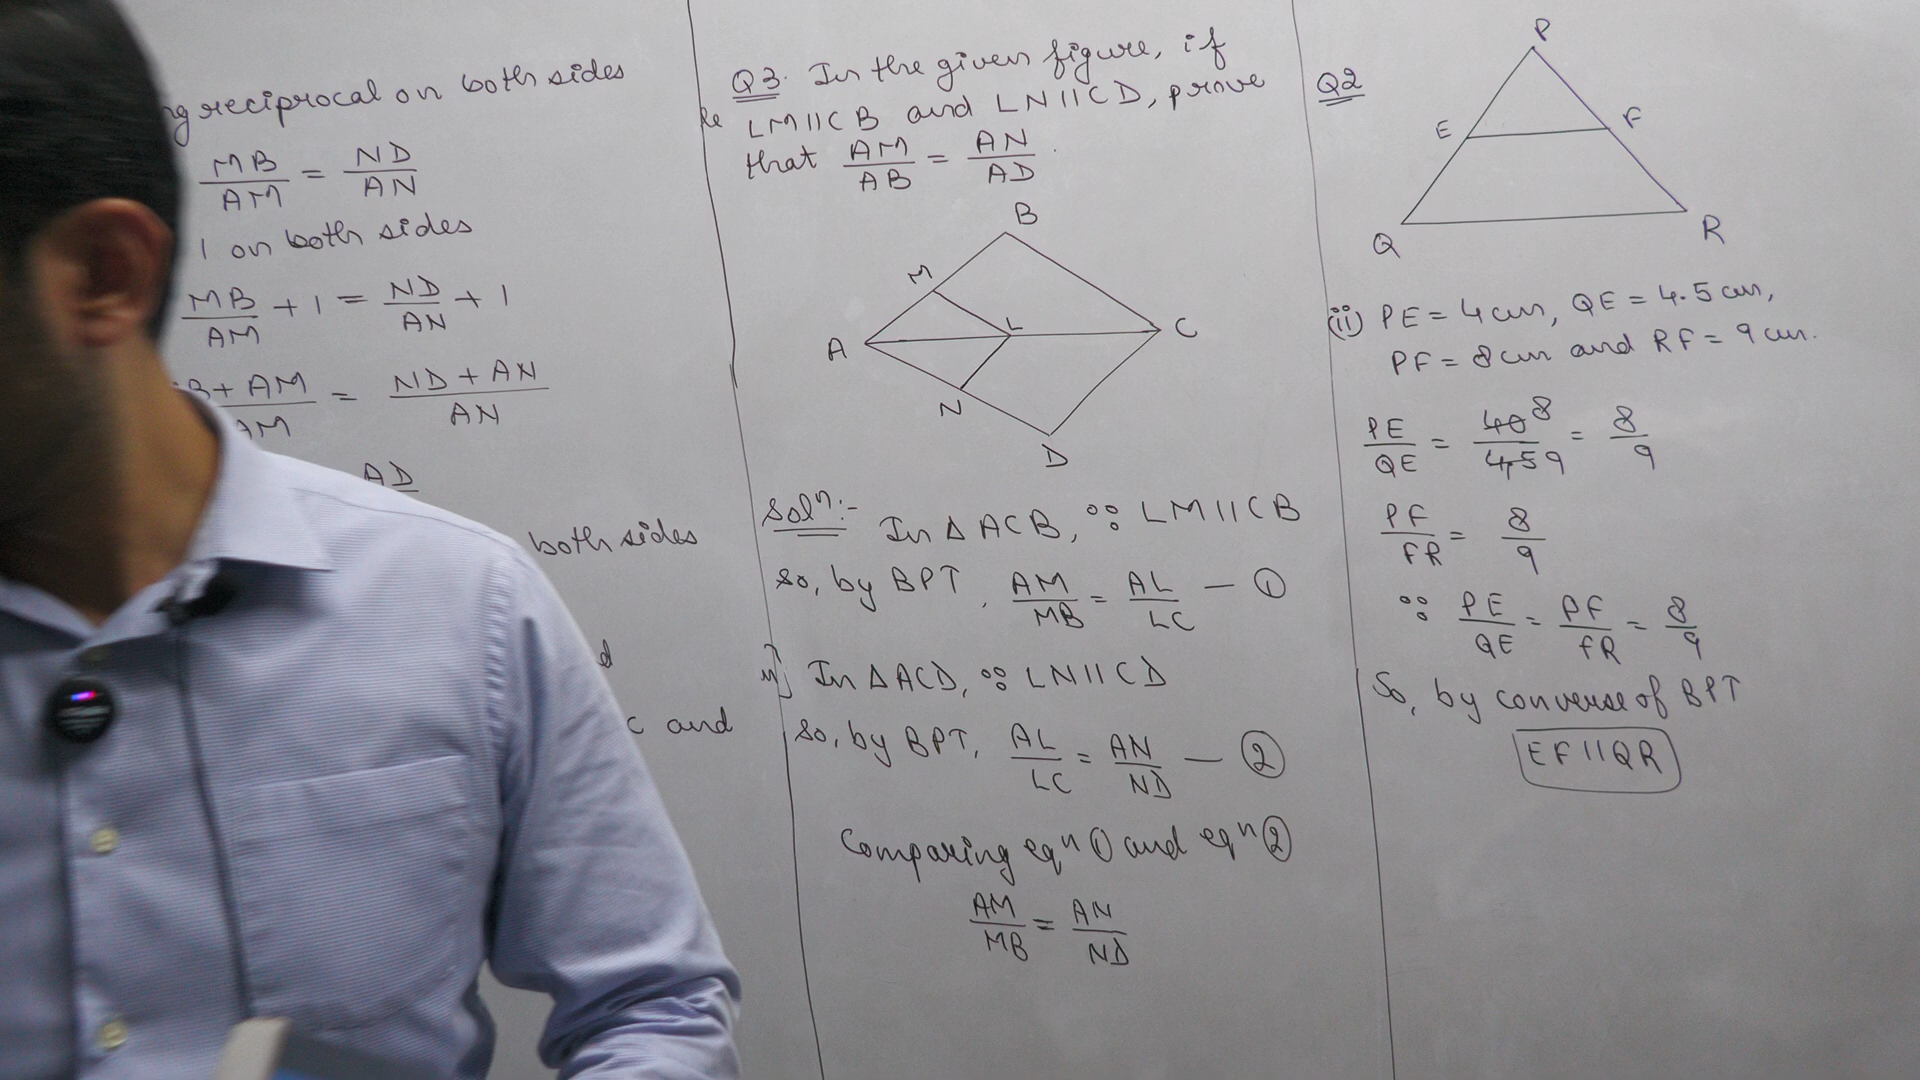 reciprocal on both sides
MB/AM = ND/AN
1 on both sides
MB/AM + 1 = ND/AN + 1
+ AM/AM = ND + AN/AN
AD
both sides
c and
Q3. In the given figure, if
LM||CB and LN||CD, prove
that AM/AB = AN/AD.
B
M
L
A
C
N
D
Solⁿ:- In Δ ACB, ∵ LM||CB
so, by BPT, AM/MB = AL/LC — ①
In Δ ACD, ∵ LN||CD
so, by BPT, AL/LC = AN/ND — ②
Comparing eqⁿ ① and eqⁿ ②
AM/MB = AN/ND
Q2
P
E
F
Q
R
(ii) PE = 4 cm, QE = 4.5 cm,
PF = 8 cm and RF = 9 cm.
PE/QE = 40 8/4.5 9 = 8/9
PF/FR = 8/9
∵ PE/QE = PF/FR = 8/9
So, by converse of BPT
EF||QR